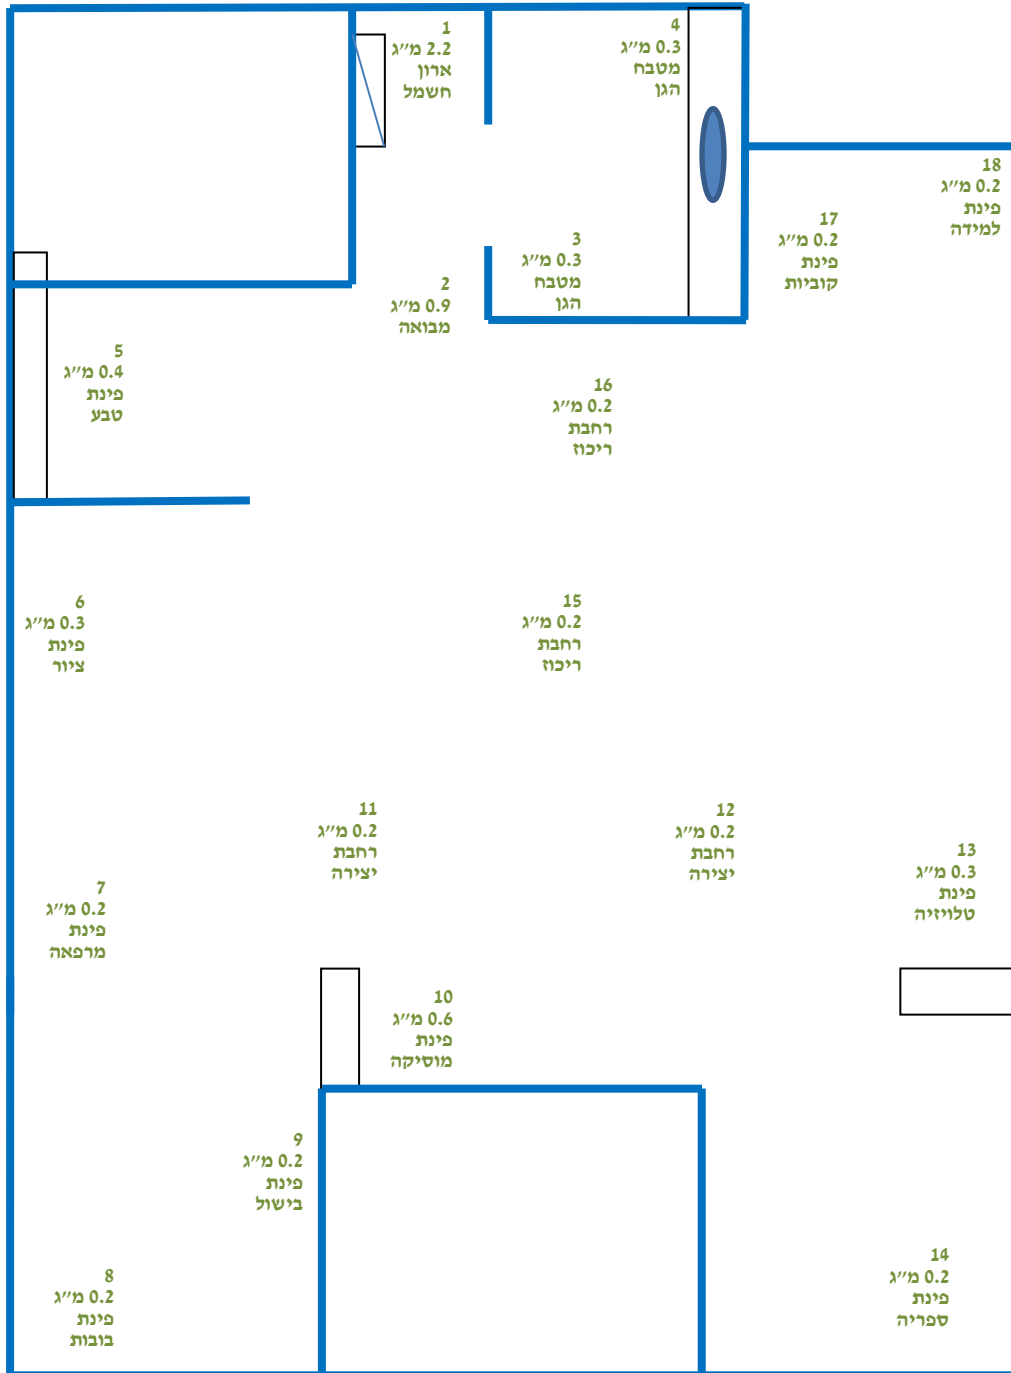 1
2.2 מ״ג
ארון
חשמל
2
0.9 מ״ג
מבואה
3
0.3 מ״ג
מטבח
הגן
4
0.3 מ״ג
מטבח
הגן
5
0.4 מ״ג
פינת
טבע
6
0.3 מ״ג
פינת
ציור
7
0.2 מ״ג
פינת
מרפאה
8
0.2 מ״ג
פינת
בובות
9
0.2 מ״ג
פינת
בישול
10
0.6 מ״ג
פינת
מוסיקה
11
0.2 מ״ג
רחבת
יצירה
12
0.2 מ״ג
רחבת
יצירה
13
0.3 מ״ג
פינת
טלויזיה
14
0.2 מ״ג
פינת
ספריה
15
0.2 מ״ג
רחבת
ריכוז
16
0.2 מ״ג
רחבת
ריכוז
17
0.2 מ״ג
פינת
קוביות
18
0.2 מ״ג
פינת
למידה